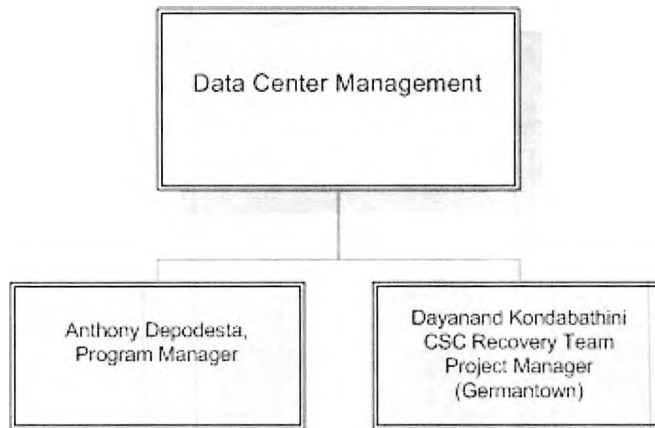 Data Center Management
Anthony Depodesta,
Program Manager
Dayanand Kondabathini
CSC Recovery Team
Project Manager
(Germantown)